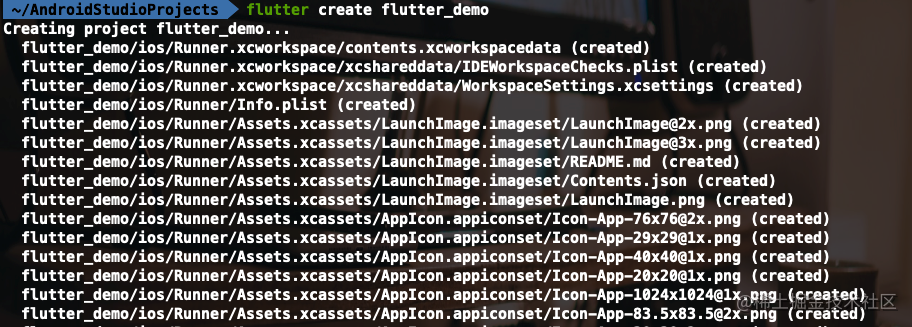 ~/AndroidStudioProjects flutter create flutter_demo
Creating project flutter_demo...
flutter_demo/ios/Runner.xcworkspace/contents.xcworkspacedata (created)
flutter_demo/ios/Runner.xcworkspace/xcshareddata/IDEWorkspaceChecks.plist (created)
flutter_demo/ios/Runner.xcworkspace/xcshareddata/WorkspaceSettings.xcsettings (created)
flutter_demo/ios/Runner/Info.plist (created)
flutter_demo/ios/Runner/Assets.xcassets/LaunchImage.imageset/LaunchImage@2x.png (created)
flutter_demo/ios/Runner/Assets.xcassets/LaunchImage.imageset/LaunchImage@3x.png (created)
flutter_demo/ios/Runner/Assets.xcassets/LaunchImage.imageset/README.md (created)
flutter_demo/ios/Runner/Assets.xcassets/LaunchImage.imageset/Contents.json (created)
flutter_demo/ios/Runner/Assets.xcassets/LaunchImage.imageset/LaunchImage.png (created)
flutter_demo/ios/Runner/Assets.xcassets/AppIcon.appiconset/Icon-App-76x76@2x.png (created)
flutter_demo/ios/Runner/Assets.xcassets/AppIcon.appiconset/Icon-App-29x29@1x.png (created)
flutter_demo/ios/Runner/Assets.xcassets/AppIcon.appiconset/Icon-App-40x40@1x.png (created)
flutter_demo/ios/Runner/Assets.xcassets/AppIcon.appiconset/Icon-App-20x20@1x.png (created)
flutter_demo/ios/Runner/Assets.xcassets/AppIcon.appiconset/Icon-App-1024x1024@1x.png (created)
flutter_demo/ios/Runner/Assets.xcassets/AppIcon.appiconset/Icon-App-83.5x83.5@2x.png (created)
@稀土掘金技术社区